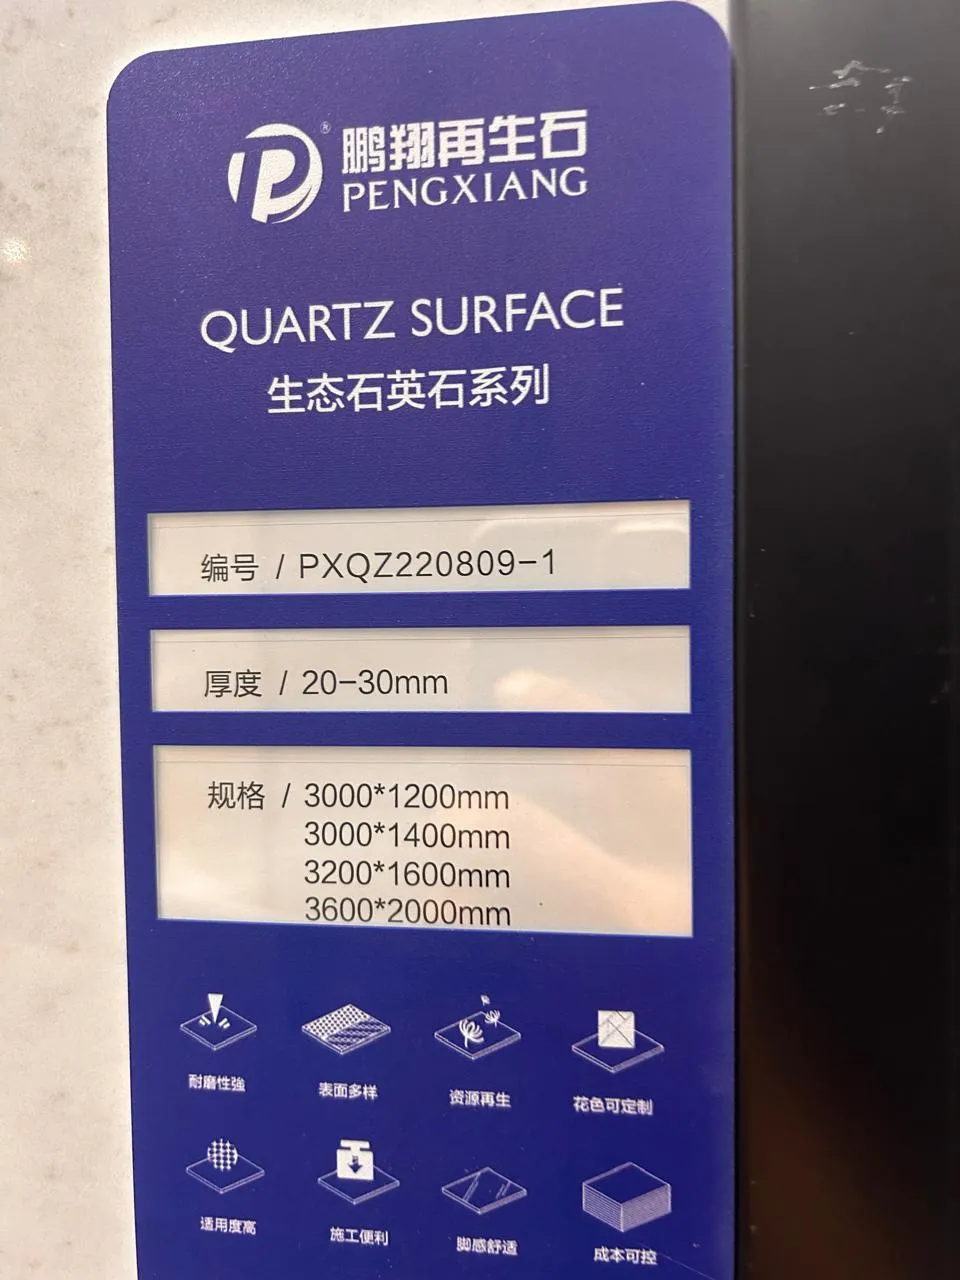 鹏翔再生石
PENGXIANG
QUARTZ SURFACE
生态石英石系列
编号 / PXQZ220809-1
厚度 / 20-30mm
规格 / 3000*1200mm
3000*1400mm
3200*1600mm
3600*2000mm
耐磨性強 表面多样 资源再生 花色可定制
适用度高 施工便利 脚感舒适 成本可控